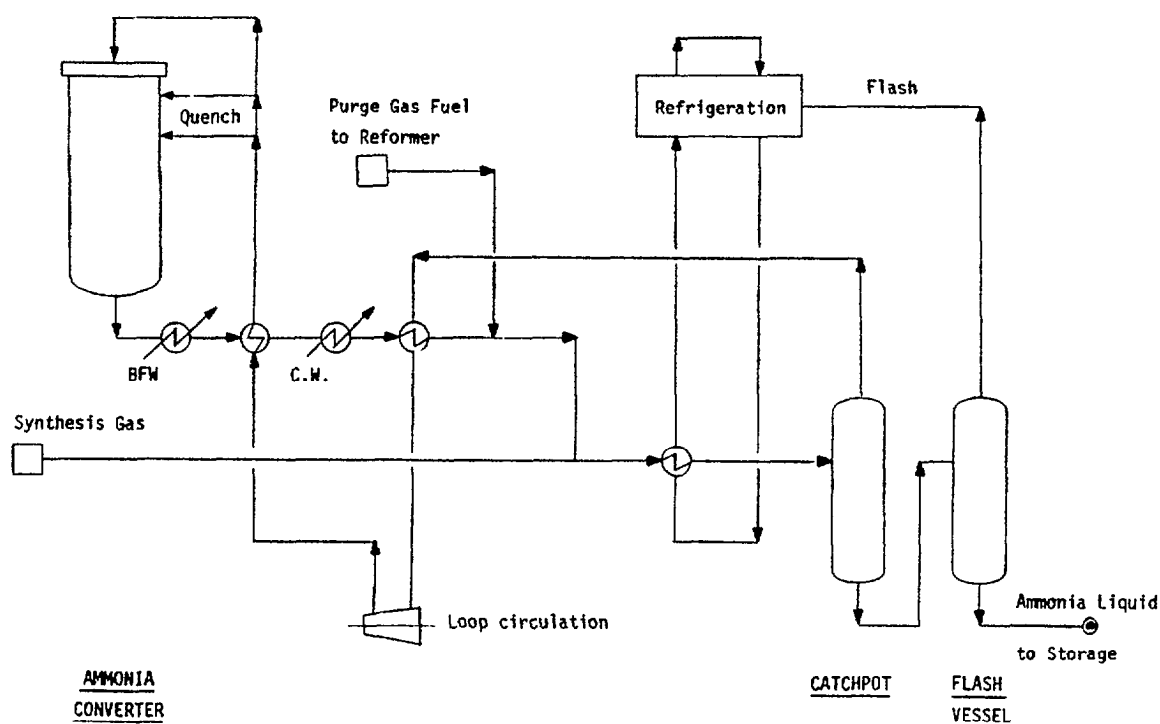 Quench
Purge Gas Fuel
to Reformer
Refrigeration
Flash
BFW
C.W.
Synthesis Gas
Loop circulation
Ammonia Liquid
to Storage
AMMONIA
CONVERTER
CATCHPOT
FLASH
VESSEL